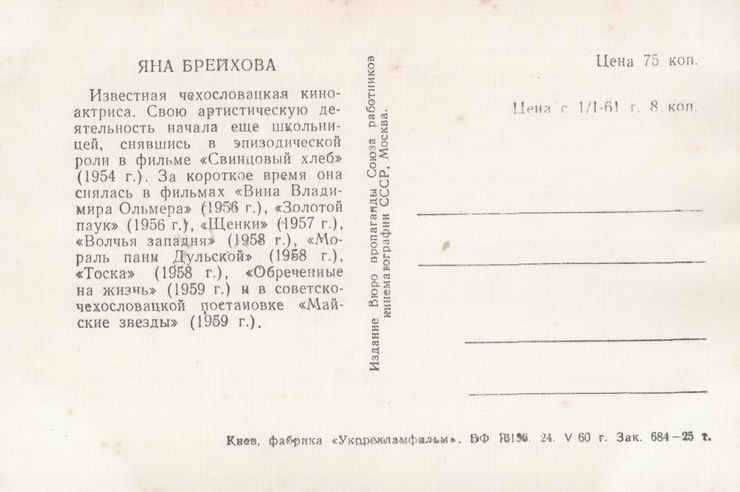 ЯНА БРЕЙХОВА
Известная чехословацкая кино-
актриса. Свою артистическую де-
ятельность начала еще школьни-
цей, снявшись в эпизодической
роли в фильме «Свинцовый хлеб»
(1954 г.). За короткое время она
снялась в фильмах «Вина Влади-
мира Ольмера» (1956 г.), «Золотой
паук» (1956 г.), «Щенки» (1957 г.),
«Волчья западня» (1958 г.), «Мо-
раль пани Дульской» (1958 г.),
«Тоска» (1958 г.), «Обреченные
на жизнь» (1959 г.) и в советско-
чехословацкой постановке «Май-
ские звезды» (1959 г.).
Издание Бюро пропаганды Союза работников
кинематографии СССР, Москва.
Цена 75 коп.
Цена с 1/I-61 г. 8 коп.
Киев, фабрика «Укррекламфильм». БФ 24. V 60 г. Зак. 684—25 т.